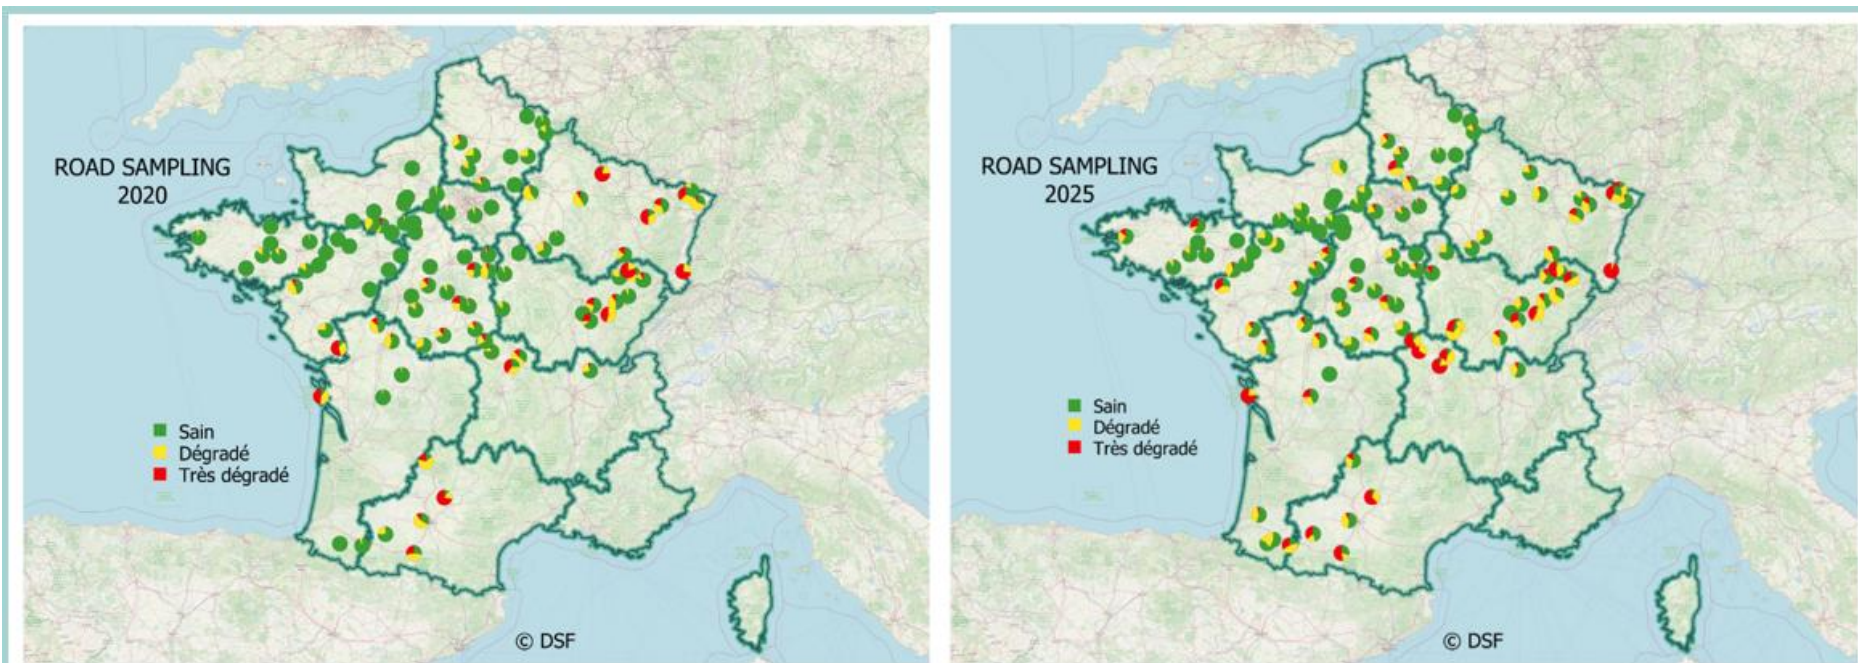 ROAD SAMPLING
2020
Sain
Dégradé
Très dégradé
© DSF
ROAD SAMPLING
2025
Sain
Dégradé
Très dégradé
© DSF